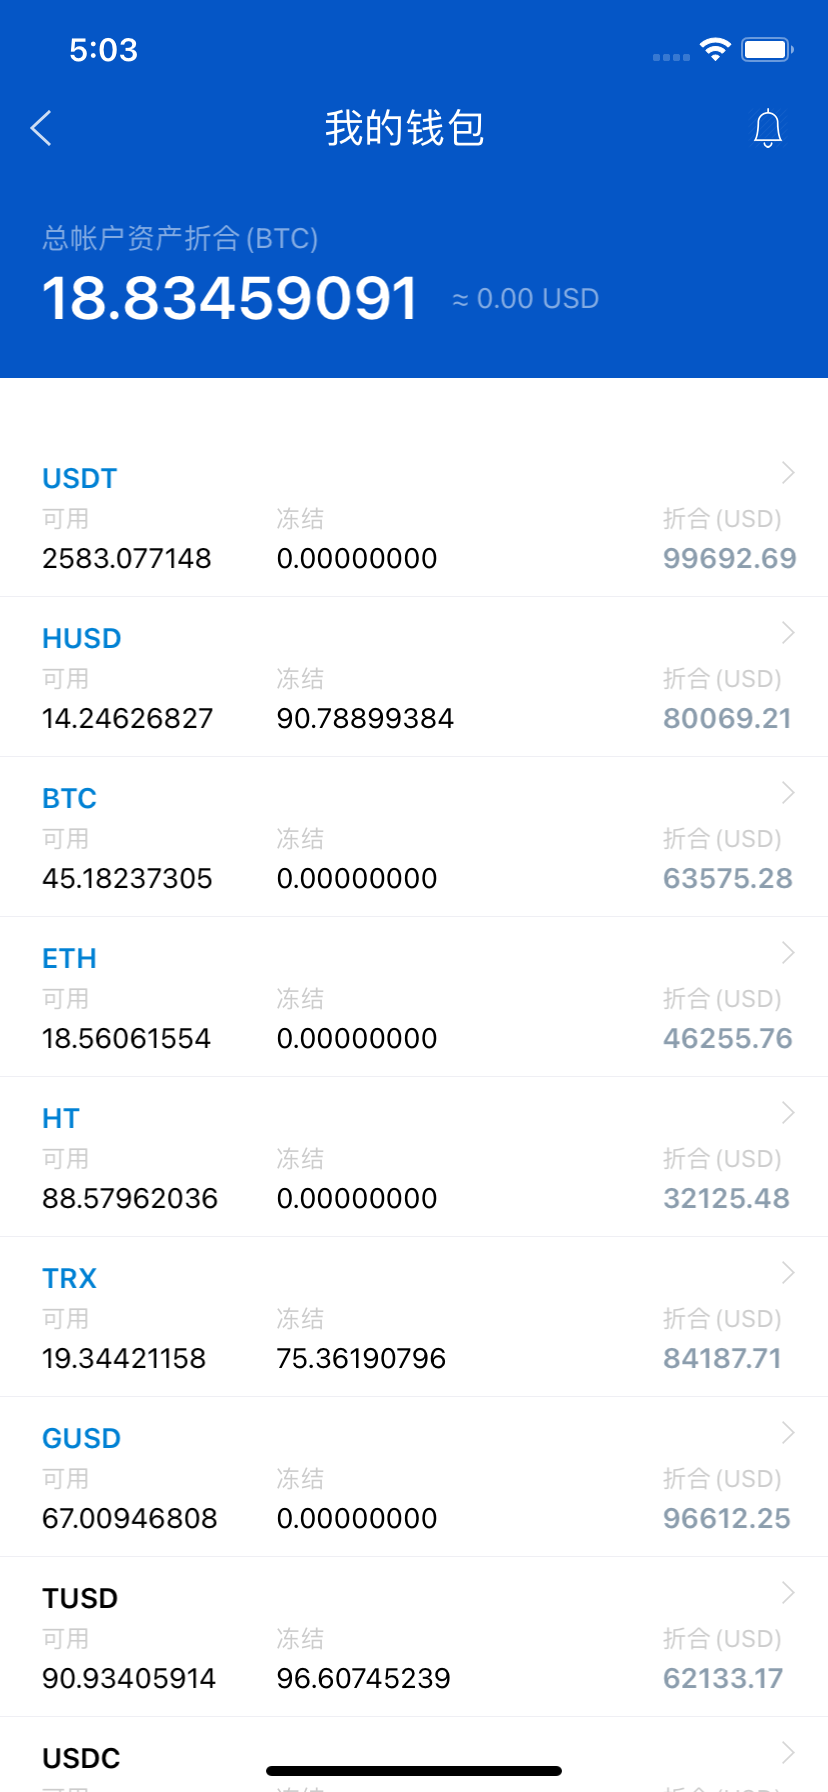 5:03
我的钱包
总帐户资产折合(BTC)
18.83459091 ≈ 0.00 USD
USDT
可用 冻结 折合(USD)
2583.077148 0.00000000 99692.69
HUSD
可用 冻结 折合(USD)
14.24626827 90.78899384 80069.21
BTC
可用 冻结 折合(USD)
45.18237305 0.00000000 63575.28
ETH
可用 冻结 折合(USD)
18.56061554 0.00000000 46255.76
HT
可用 冻结 折合(USD)
88.57962036 0.00000000 32125.48
TRX
可用 冻结 折合(USD)
19.34421158 75.36190796 84187.71
GUSD
可用 冻结 折合(USD)
67.00946808 0.00000000 96612.25
TUSD
可用 冻结 折合(USD)
90.93405914 96.60745239 62133.17
USDC